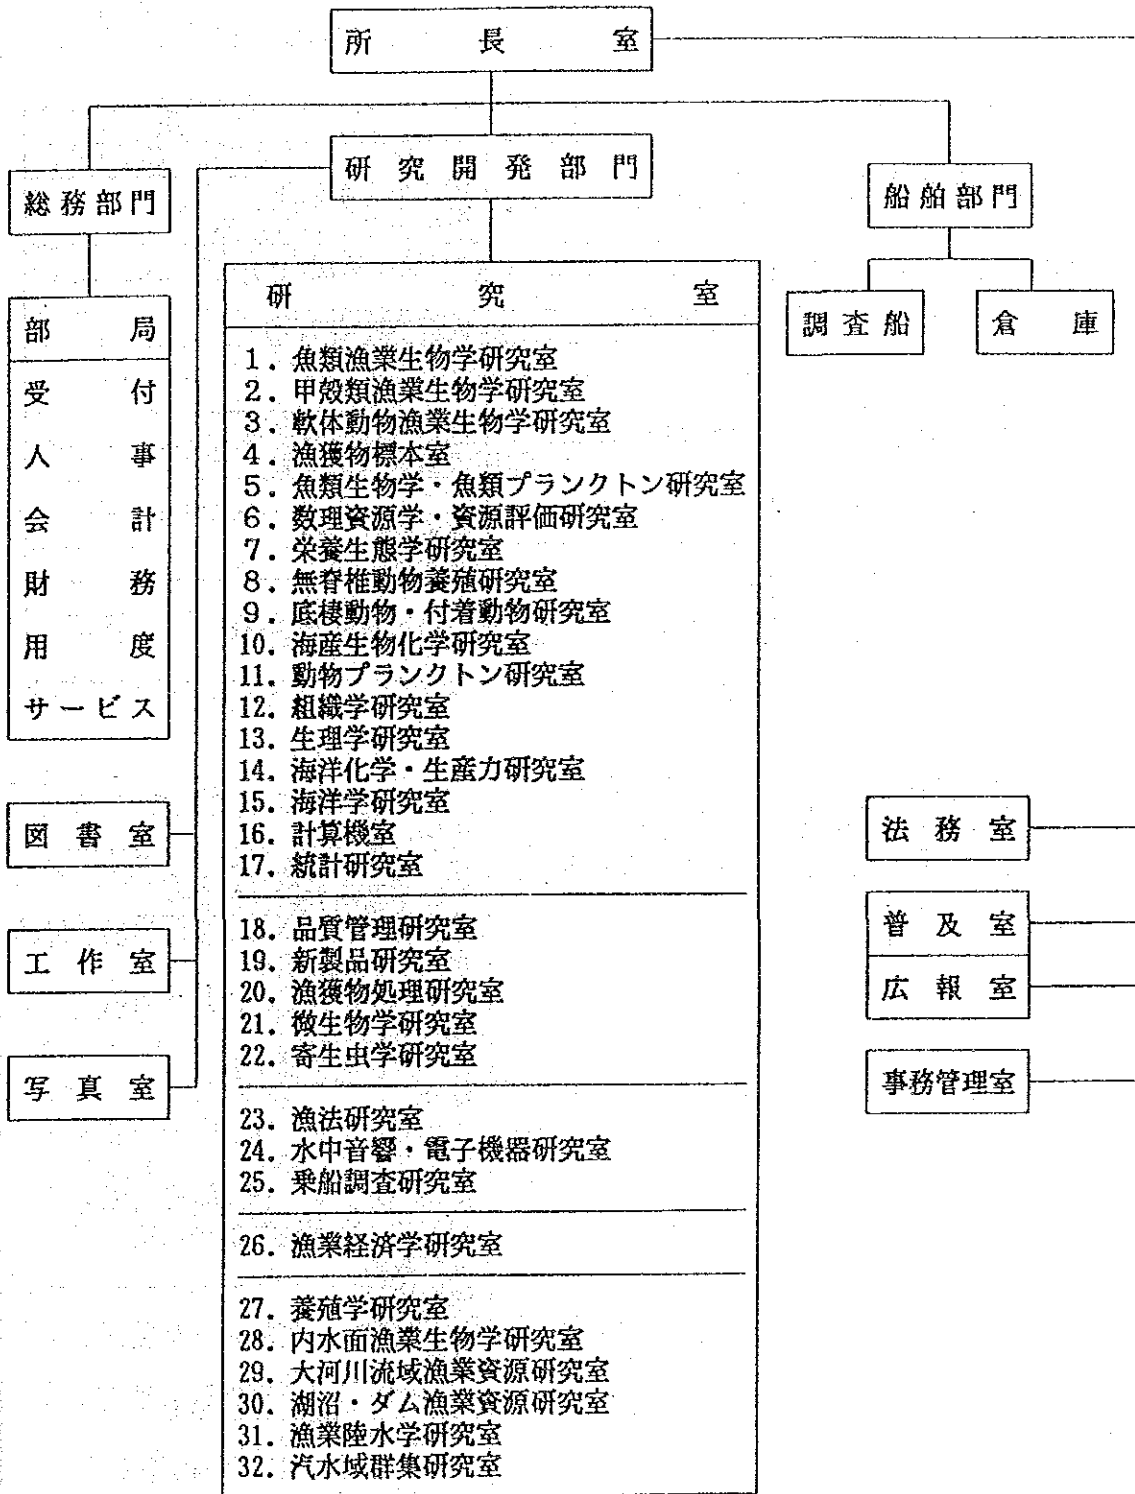 所長室
研究開発部門
総務部門
船舶部門
部局
受付
人事
会計
財務
用度
サービス
図書室
工作室
写真室
研究室
1. 魚類漁業生物学研究室
2. 甲殻類漁業生物学研究室
3. 軟体動物漁業生物学研究室
4. 漁獲物標本室
5. 魚類生物学・魚類プランクトン研究室
6. 数理資源学・資源評価研究室
7. 栄養生態学研究室
8. 無脊椎動物養殖研究室
9. 底棲動物・付着動物研究室
10. 海産生物化学研究室
11. 動物プランクトン研究室
12. 組織学研究室
13. 生理学研究室
14. 海洋化学・生産力研究室
15. 海洋学研究室
16. 計算機室
17. 統計研究室
18. 品質管理研究室
19. 新製品研究室
20. 漁獲物処理研究室
21. 微生物学研究室
22. 寄生虫学研究室
23. 漁法研究室
24. 水中音響・電子機器研究室
25. 乗船調査研究室
26. 漁業経済学研究室
27. 養殖学研究室
28. 内水面漁業生物学研究室
29. 大河川流域漁業資源研究室
30. 湖沼・ダム漁業資源研究室
31. 漁業陸水学研究室
32. 汽水域群集研究室
調査船
倉庫
法務室
普及室
広報室
事務管理室